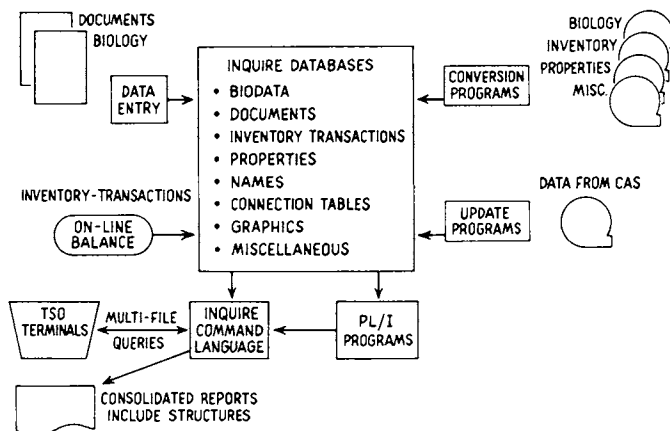 DOCUMENTS
BIOLOGY
DATA
ENTRY
INQUIRE DATABASES
• BIODATA
• DOCUMENTS
• INVENTORY TRANSACTIONS
• PROPERTIES
• NAMES
• CONNECTION TABLES
• GRAPHICS
• MISCELLANEOUS
CONVERSION
PROGRAMS
BIOLOGY
INVENTORY
PROPERTIES
MISC.
INVENTORY-TRANSACTIONS
ON-LINE
BALANCE
UPDATE
PROGRAMS
DATA FROM CAS
TSO
TERMINALS
MULTI-FILE
QUERIES
INQUIRE
COMMAND
LANGUAGE
PL/I
PROGRAMS
CONSOLIDATED REPORTS
INCLUDE STRUCTURES